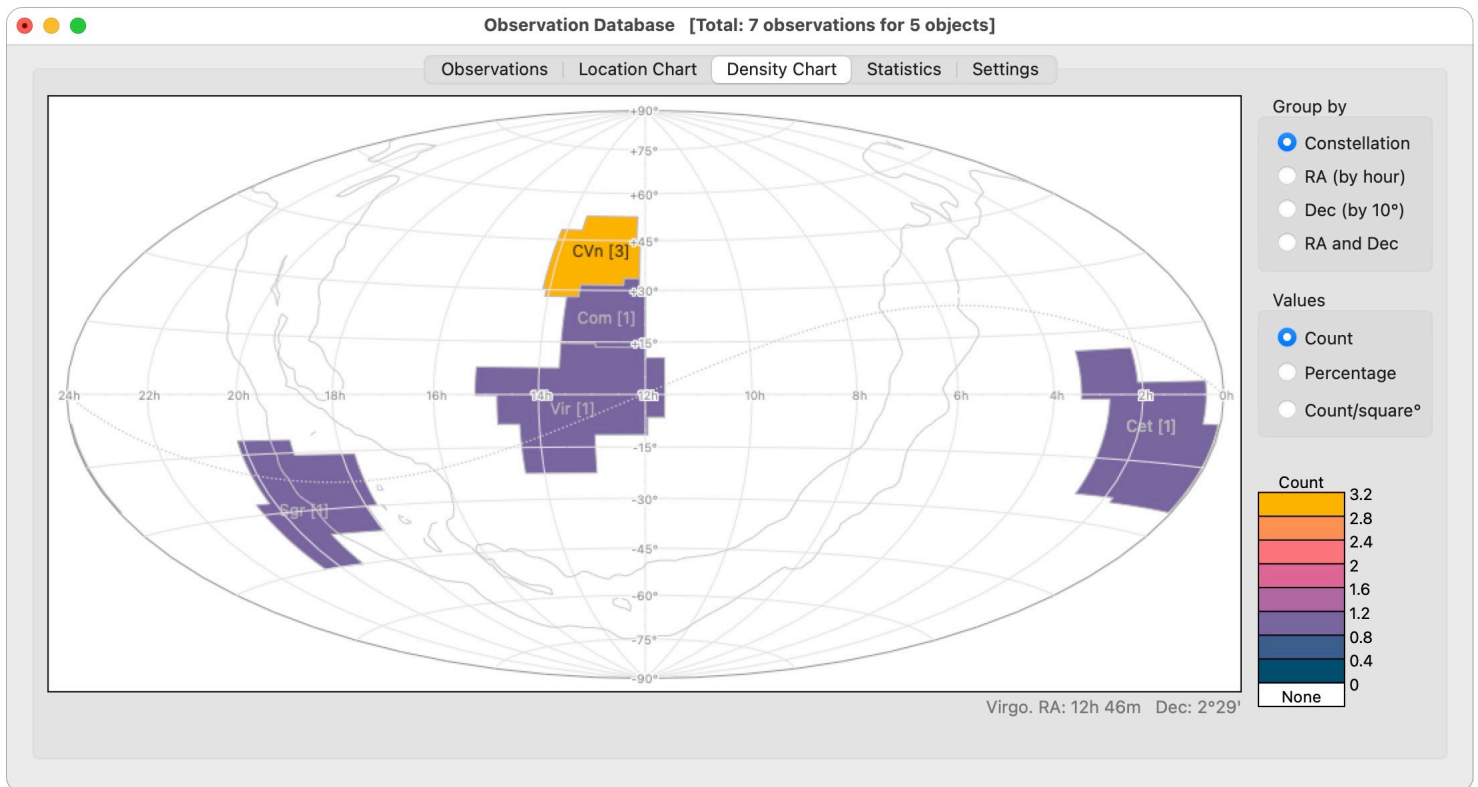 Observation Database   [Total: 7 observations for 5 objects]
Observations
Location Chart
Density Chart
Statistics
Settings
+90°
+75°
+60°
+45°
+30°
+15°
-15°
-30°
-45°
-60°
-75°
-90°
24h
22h
20h
18h
16h
14h
12h
10h
8h
6h
4h
2h
0h
CVn [3]
Com [1]
Vir [1]
Sgr [1]
Cet [1]
Virgo. RA: 12h 46m   Dec: 2°29'
Group by
Constellation
RA (by hour)
Dec (by 10°)
RA and Dec
Values
Count
Percentage
Count/square°
Count
3.2
2.8
2.4
2
1.6
1.2
0.8
0.4
0
None